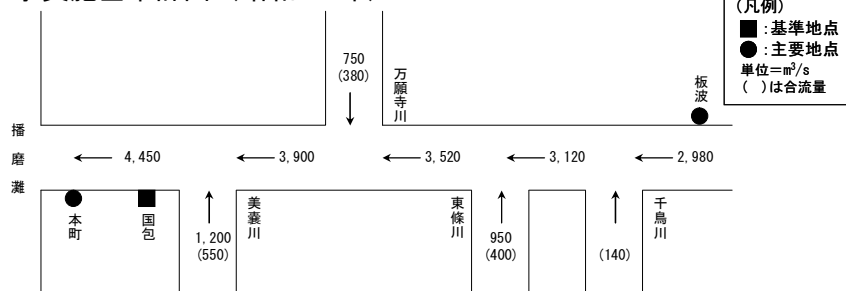 (凡例)
■:基準地点
●:主要地点
単位=m³/s
( )は合流量
750
(380)
万願寺川
板波
播磨灘
4,450
3,900
3,520
3,120
2,980
本町
国包
1,200
(550)
美嚢川
東條川
950
(400)
(140)
千鳥川